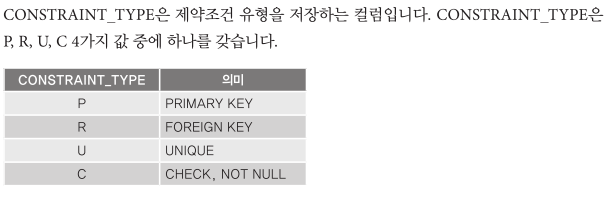 CONSTRAINT_TYPE은 제약조건 유형을 저장하는 컬럼입니다. CONSTRAINT_TYPE은
P, R, U, C 4가지 값 중에 하나를 갖습니다.
CONSTRAINT_TYPE 의미
P PRIMARY KEY
R FOREIGN KEY
U UNIQUE
C CHECK, NOT NULL